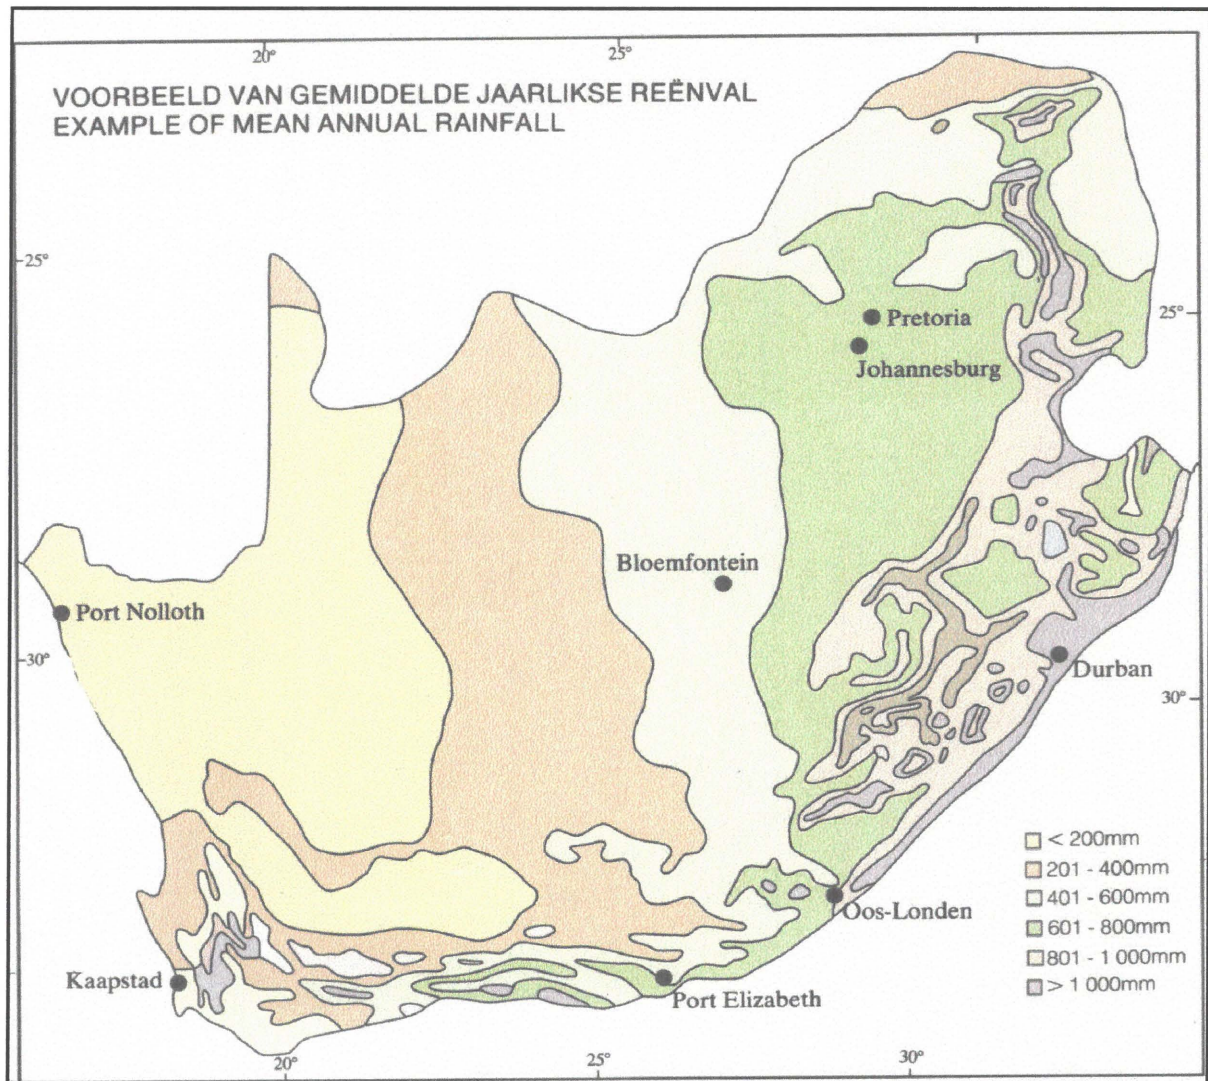 20°
25°
VOORBEELD VAN GEMIDDELDE JAARLIKSE REËNVAL
EXAMPLE OF MEAN ANNUAL RAINFALL
25°
25°
Pretoria
Johannesburg
Bloemfontein
Port Nolloth
30°
Durban
30°
< 200mm
201 - 400mm
401 - 600mm
601 - 800mm
801 - 1 000mm
> 1 000mm
Oos-Londen
Kaapstad
Port Elizabeth
20°
25°
30°